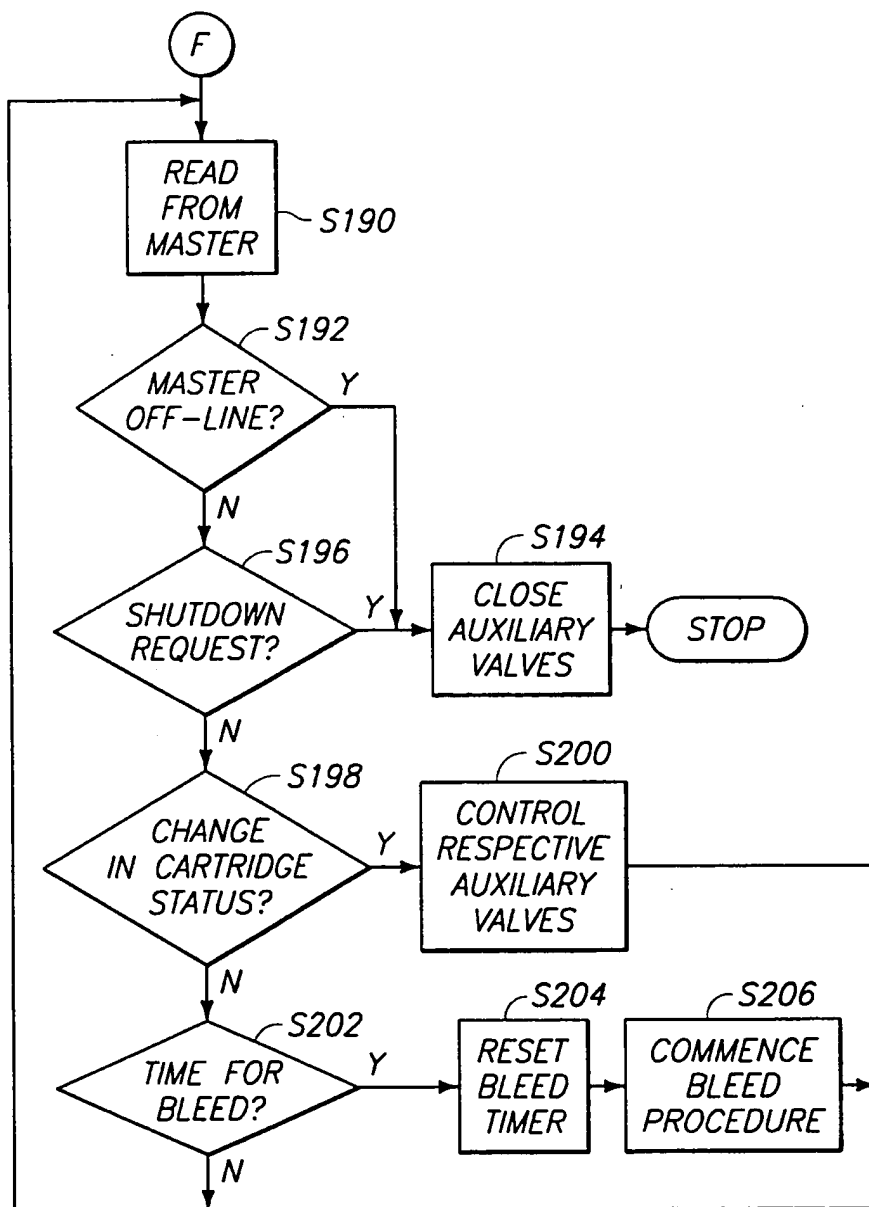 F
READ
FROM
MASTER
S190
S192
MASTER
OFF-LINE?
Y
N
S196
SHUTDOWN
REQUEST?
Y
S194
CLOSE
AUXILIARY
VALVES
STOP
N
S198
CHANGE
IN CARTRIDGE
STATUS?
Y
S200
CONTROL
RESPECTIVE
AUXILIARY
VALVES
N
S202
TIME FOR
BLEED?
Y
S204
RESET
BLEED
TIMER
S206
COMMENCE
BLEED
PROCEDURE
N